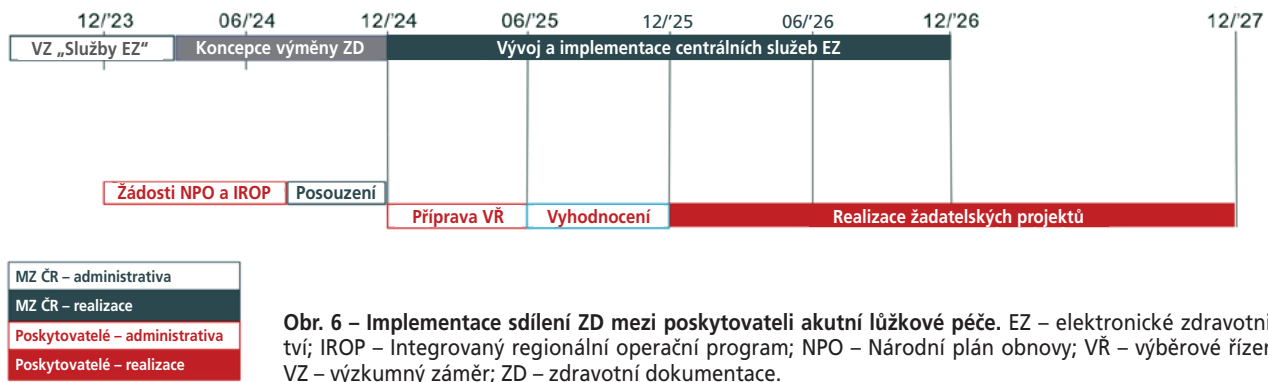 12/'23 06/'24 12/'24 06/'25 12/'25 06/'26 12/'26 12/'27
VZ „Služby EZ“ Koncepce výměny ZD Vývoj a implementace centrálních služeb EZ
Žádosti NPO a IROP Posouzení
Příprava VŘ Vyhodnocení Realizace žadatelských projektů
MZ ČR – administrativa
MZ ČR – realizace
Poskytovatelé – administrativa
Poskytovatelé – realizace
Obr. 6 – Implementace sdílení ZD mezi poskytovateli akutní lůžkové péče. EZ – elektronické zdravotni
tví; IROP – Integrovaný regionální operační program; NPO – Národní plán obnovy; VŘ – výběrové řízen
VZ – výzkumný záměr; ZD – zdravotní dokumentace.